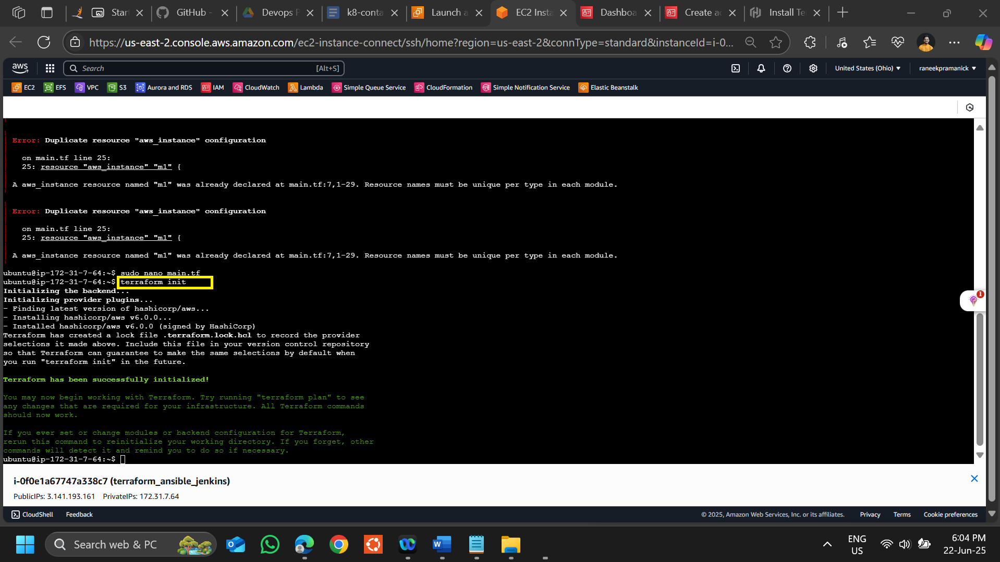 Star
GitHub -
Devops P
k8-conta
Launch a
EC2 Insta
Dashboa
Create ac
Install Te
https://us-east-2.console.aws.amazon.com/ec2-instance-connect/ssh/home?region=us-east-2&connType=standard&instanceId=i-0...
aws
Search
[Alt+S]
United States (Ohio)
raneekpramanick
EC2
EFS
VPC
S3
Aurora and RDS
IAM
CloudWatch
Lambda
Simple Queue Service
CloudFormation
Simple Notification Service
Elastic Beanstalk
Error: Duplicate resource "aws_instance" configuration
on main.tf line 25:
25: resource "aws_instance" "m1" {
A aws_instance resource named "m1" was already declared at main.tf:7,1-29. Resource names must be unique per type in each module.
Error: Duplicate resource "aws_instance" configuration
on main.tf line 25:
25: resource "aws_instance" "m1" {
A aws_instance resource named "m1" was already declared at main.tf:7,1-29. Resource names must be unique per type in each module.
ubuntu@ip-172-31-7-64:~$ sudo nano main.tf
ubuntu@ip-172-31-7-64:~$ terraform init
Initializing the backend...
Initializing provider plugins...
- Finding latest version of hashicorp/aws...
- Installing hashicorp/aws v6.0.0...
- Installed hashicorp/aws v6.0.0 (signed by HashiCorp)
Terraform has created a lock file .terraform.lock.hcl to record the provider
selections it made above. Include this file in your version control repository
so that Terraform can guarantee to make the same selections by default when
you run "terraform init" in the future.
Terraform has been successfully initialized!
You may now begin working with Terraform. Try running "terraform plan" to see
any changes that are required for your infrastructure. All Terraform commands
should now work.
If you ever set or change modules or backend configuration for Terraform,
rerun this command to reinitialize your working directory. If you forget, other
commands will detect it and remind you to do so if necessary.
ubuntu@ip-172-31-7-64:~$
1
i-0f0e1a67747a338c7 (terraform_ansible_jenkins)
PublicIPs: 3.141.193.161 PrivateIPs: 172.31.7.64
CloudShell
Feedback
© 2025, Amazon Web Services, Inc. or its affiliates.
Privacy
Terms
Cookie preferences
Search web & PC
ENG
US
6:04 PM
22-Jun-25